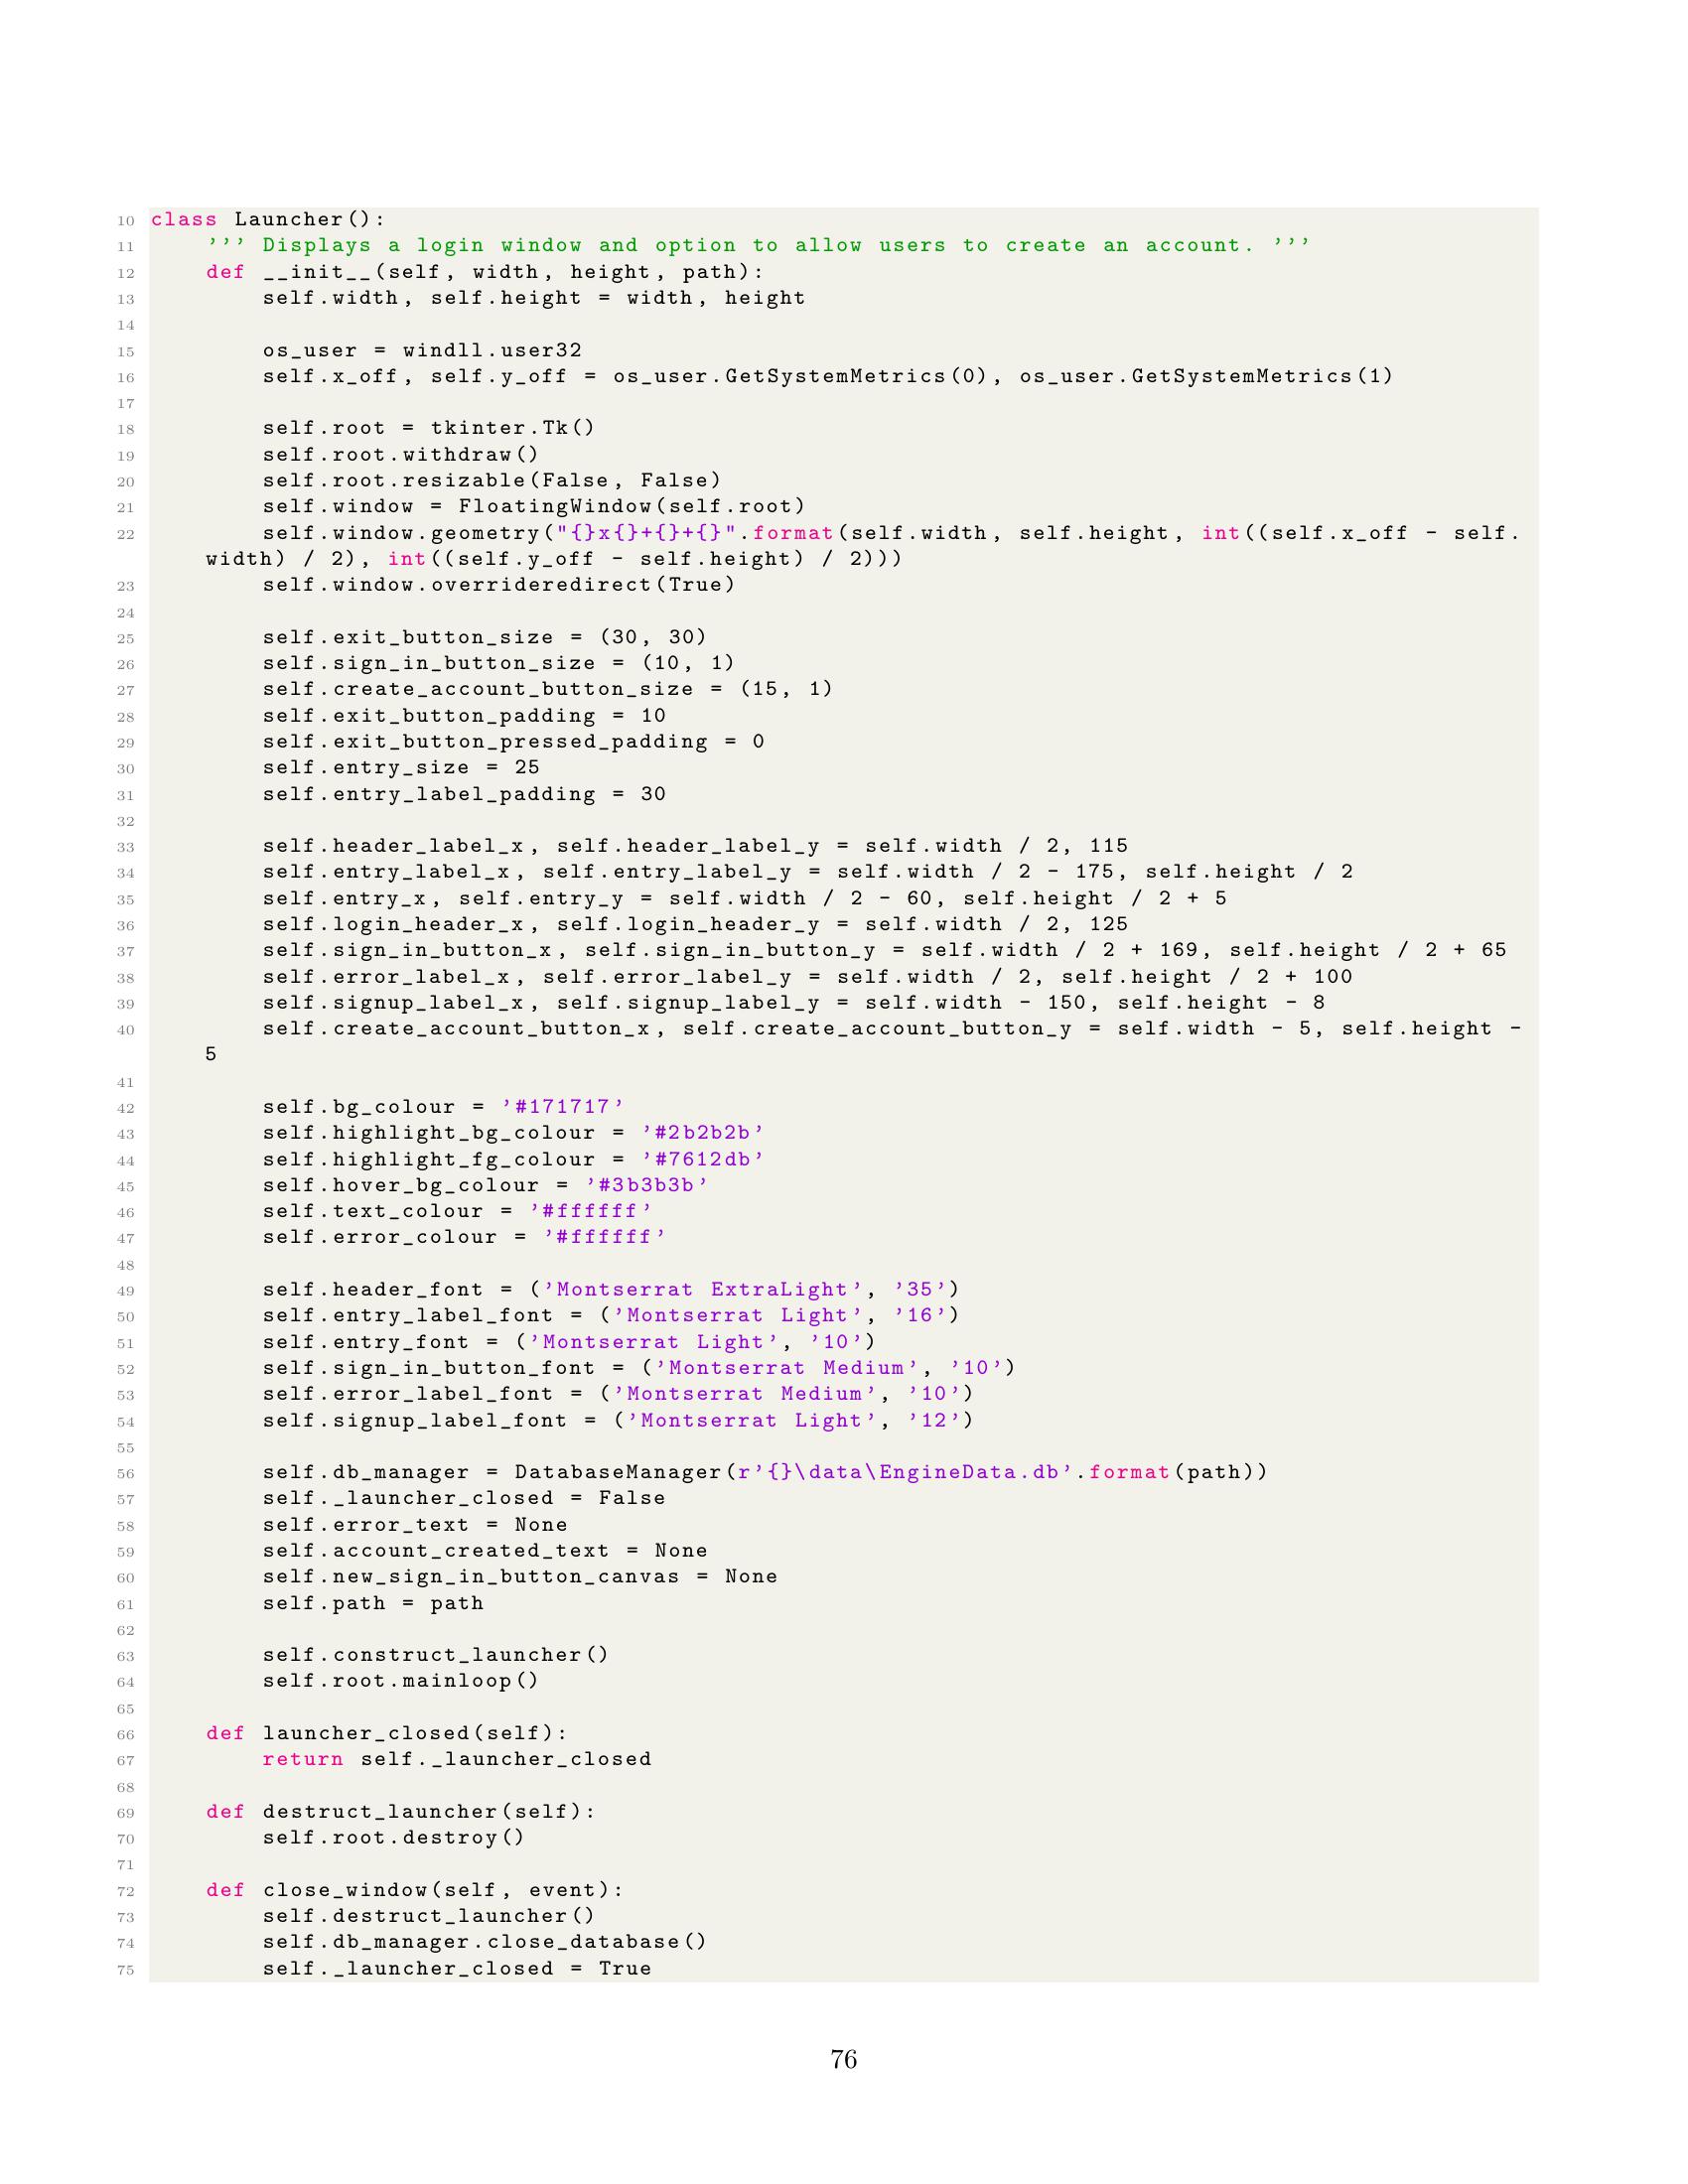 10 class Launcher():
11     ''' Displays a login window and option to allow users to create an account. '''
12     def __init__(self, width, height, path):
13         self.width, self.height = width, height
14
15         os_user = windll.user32
16         self.x_off, self.y_off = os_user.GetSystemMetrics(0), os_user.GetSystemMetrics(1)
17
18         self.root = tkinter.Tk()
19         self.root.withdraw()
20         self.root.resizable(False, False)
21         self.window = FloatingWindow(self.root)
22         self.window.geometry("{}x{}+{}+{}".format(self.width, self.height, int((self.x_off - self.
width) / 2), int((self.y_off - self.height) / 2)))
23         self.window.overrideredirect(True)
24
25         self.exit_button_size = (30, 30)
26         self.sign_in_button_size = (10, 1)
27         self.create_account_button_size = (15, 1)
28         self.exit_button_padding = 10
29         self.exit_button_pressed_padding = 0
30         self.entry_size = 25
31         self.entry_label_padding = 30
32
33         self.header_label_x, self.header_label_y = self.width / 2, 115
34         self.entry_label_x, self.entry_label_y = self.width / 2 - 175, self.height / 2
35         self.entry_x, self.entry_y = self.width / 2 - 60, self.height / 2 + 5
36         self.login_header_x, self.login_header_y = self.width / 2, 125
37         self.sign_in_button_x, self.sign_in_button_y = self.width / 2 + 169, self.height / 2 + 65
38         self.error_label_x, self.error_label_y = self.width / 2, self.height / 2 + 100
39         self.signup_label_x, self.signup_label_y = self.width - 150, self.height - 8
40         self.create_account_button_x, self.create_account_button_y = self.width - 5, self.height -
5
41
42         self.bg_colour = '#171717'
43         self.highlight_bg_colour = '#2b2b2b'
44         self.highlight_fg_colour = '#7612db'
45         self.hover_bg_colour = '#3b3b3b'
46         self.text_colour = '#ffffff'
47         self.error_colour = '#ffffff'
48
49         self.header_font = ('Montserrat ExtraLight', '35')
50         self.entry_label_font = ('Montserrat Light', '16')
51         self.entry_font = ('Montserrat Light', '10')
52         self.sign_in_button_font = ('Montserrat Medium', '10')
53         self.error_label_font = ('Montserrat Medium', '10')
54         self.signup_label_font = ('Montserrat Light', '12')
55
56         self.db_manager = DatabaseManager(r'{}\data\EngineData.db'.format(path))
57         self._launcher_closed = False
58         self.error_text = None
59         self.account_created_text = None
60         self.new_sign_in_button_canvas = None
61         self.path = path
62
63         self.construct_launcher()
64         self.root.mainloop()
65
66     def launcher_closed(self):
67         return self._launcher_closed
68
69     def destruct_launcher(self):
70         self.root.destroy()
71
72     def close_window(self, event):
73         self.destruct_launcher()
74         self.db_manager.close_database()
75         self._launcher_closed = True
76